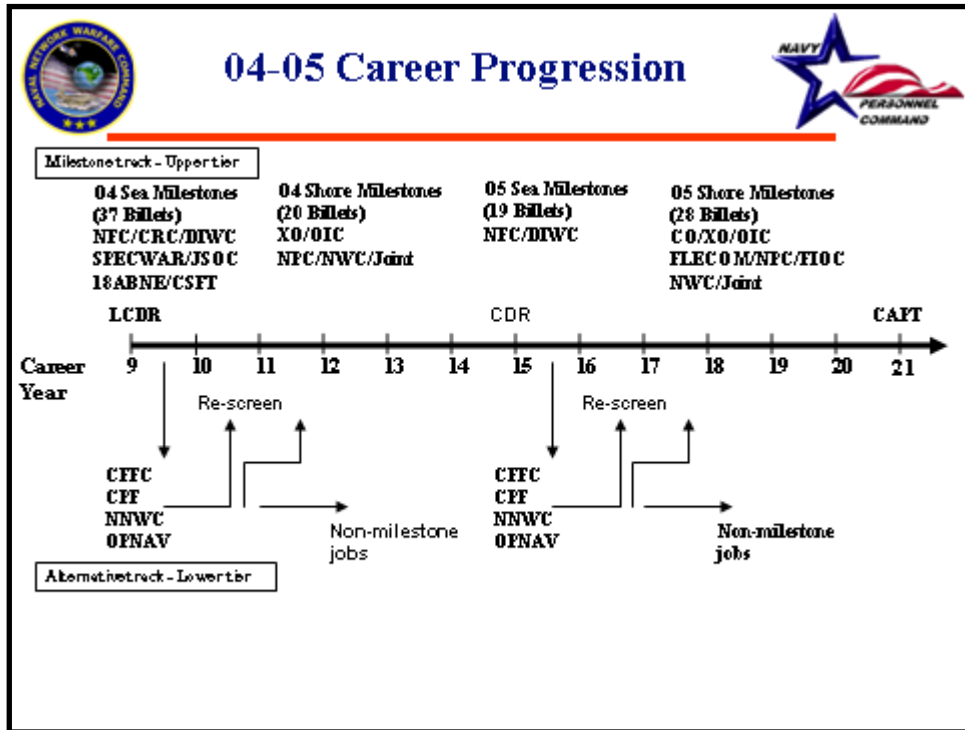 NAVAL NETWORK WARFARE COMMAND
04-05 Career Progression
NAVY
PERSONNEL
COMMAND
Milestone track - Upper tier
04 Sea Milestones
(37 Billets)
NFC/CRC/DIWC
SPECWAR/JSOC
18ABNE/CSFT
04 Shore Milestones
(20 Billets)
XO/OIC
NPC/NWC/Joint
05 Sea Milestones
(19 Billets)
NFC/DIWC
05 Shore Milestones
(28 Billets)
CO/XO/OIC
FLECOM/NPC/FIOC
NWC/Joint
LCDR CDR CAPT
Career
Year
9 10 11 12 13 14 15 16 17 18 19 20 21
Re-screen
Re-screen
CFFC
CPF
NNWC
OPNAV
Non-milestone
jobs
CFFC
CPF
NNWC
OPNAV
Non-milestone
jobs
Alternative track - Lower tier